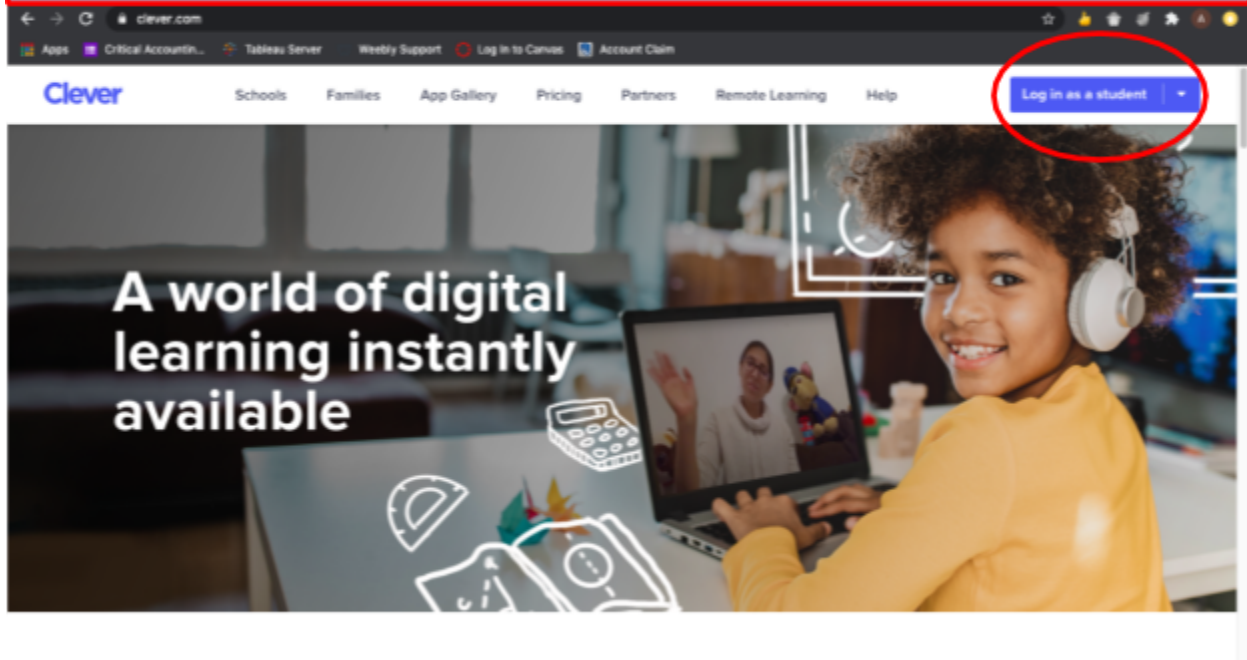 clever.com
Apps Critical Accountin... Tableau Server Weebly Support Log In to Canvas Account Claim
Clever Schools Families App Gallery Pricing Partners Remote Learning Help Log in as a student
A world of digital
learning instantly
available